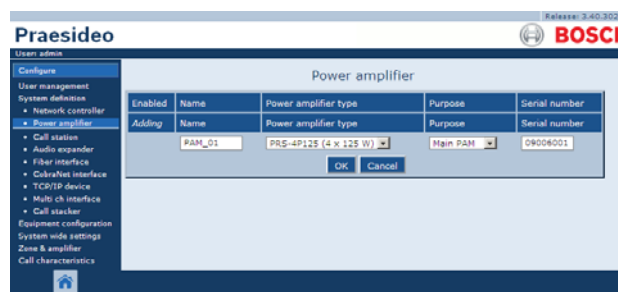 Release: 3.40.302
Praesideo
BOSC
User: admin
Configure
User management
System definition
• Network controller
• Power amplifier
• Call station
• Audio expander
• Fiber interface
• CobraNet interface
• TCP/IP device
• Multi ch interface
• Call stacker
Equipment configuration
System wide settings
Zone & amplifier
Call characteristics
Power amplifier
Enabled Name Power amplifier type Purpose Serial number
Adding Name Power amplifier type Purpose Serial number
PAM_01 PRS-4P125 (4 x 125 W) Main PAM 09006001
OK Cancel